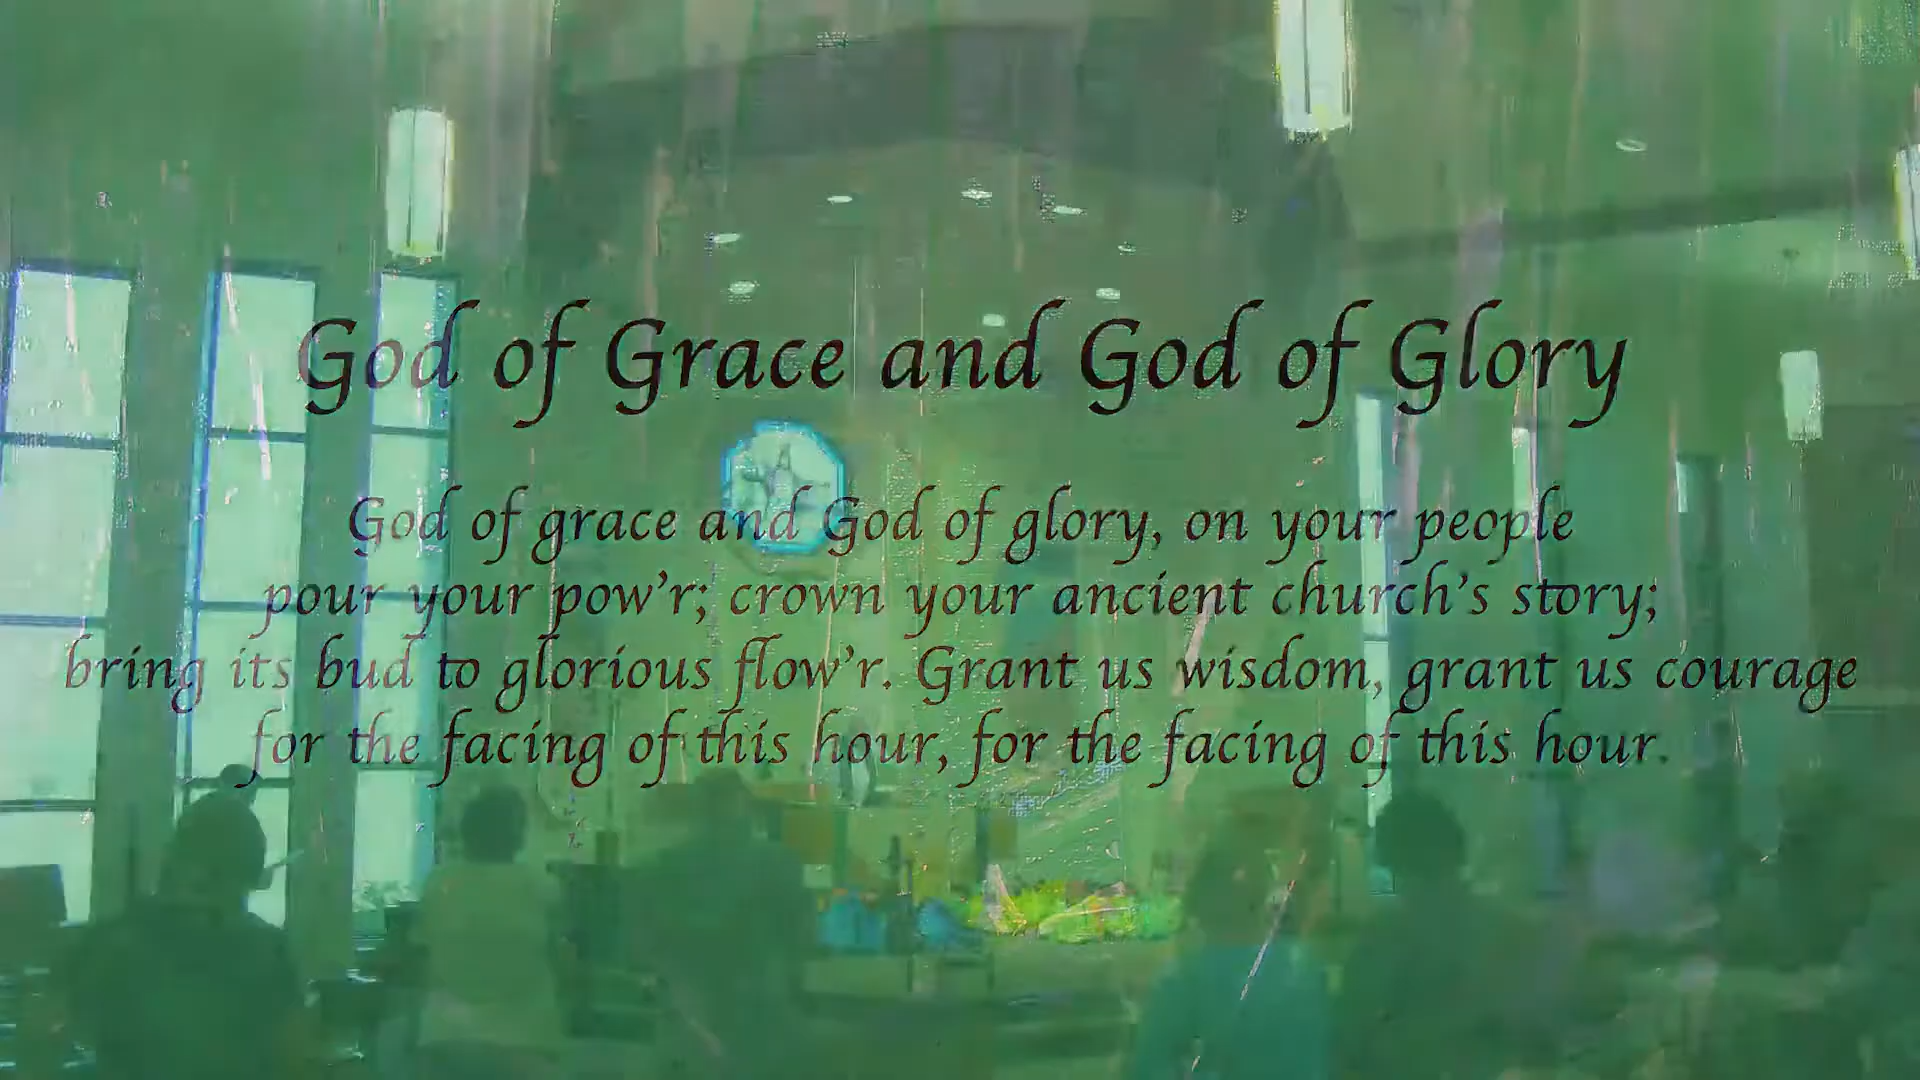 God of Grace and God of Glory
God of grace and God of glory, on your people
pour your pow'r; crown your ancient church's story;
bring its bud to glorious flow'r. Grant us wisdom, grant us courage
for the facing of this hour, for the facing of this hour.